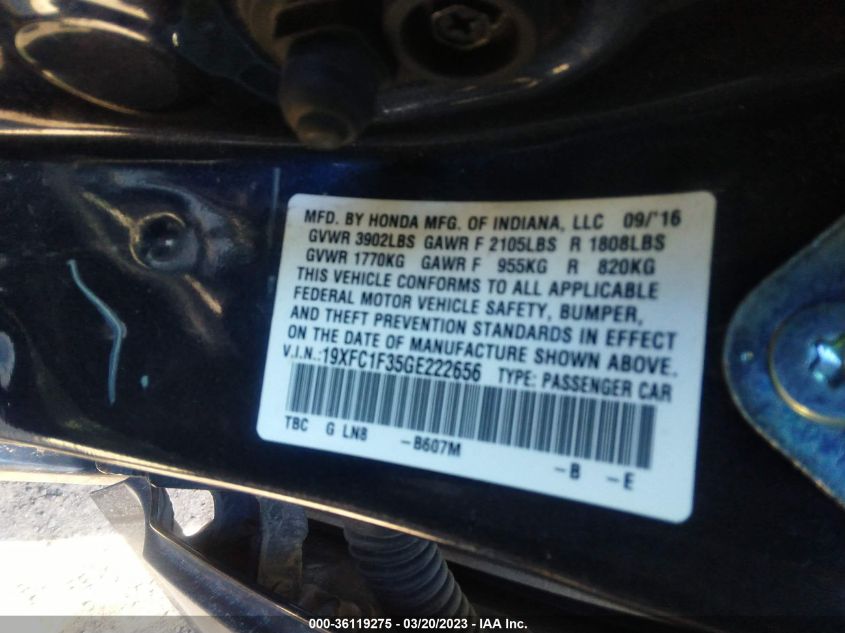 MFD. BY HONDA MFG. OF INDIANA, LLC 09/'16
GVWR 3902LBS GAWR F 2105LBS R 1808LBS
GVWR 1770KG GAWR F 955KG R 820KG
THIS VEHICLE CONFORMS TO ALL APPLICABLE
FEDERAL MOTOR VEHICLE SAFETY, BUMPER,
AND THEFT PREVENTION STANDARDS IN EFFECT
ON THE DATE OF MANUFACTURE SHOWN ABOVE.
V.I.N.:19XFC1F35GE222656 TYPE: PASSENGER CAR
TBC G LN8 -B607M -B -E
000-36119275 - 03/20/2023 - IAA Inc.